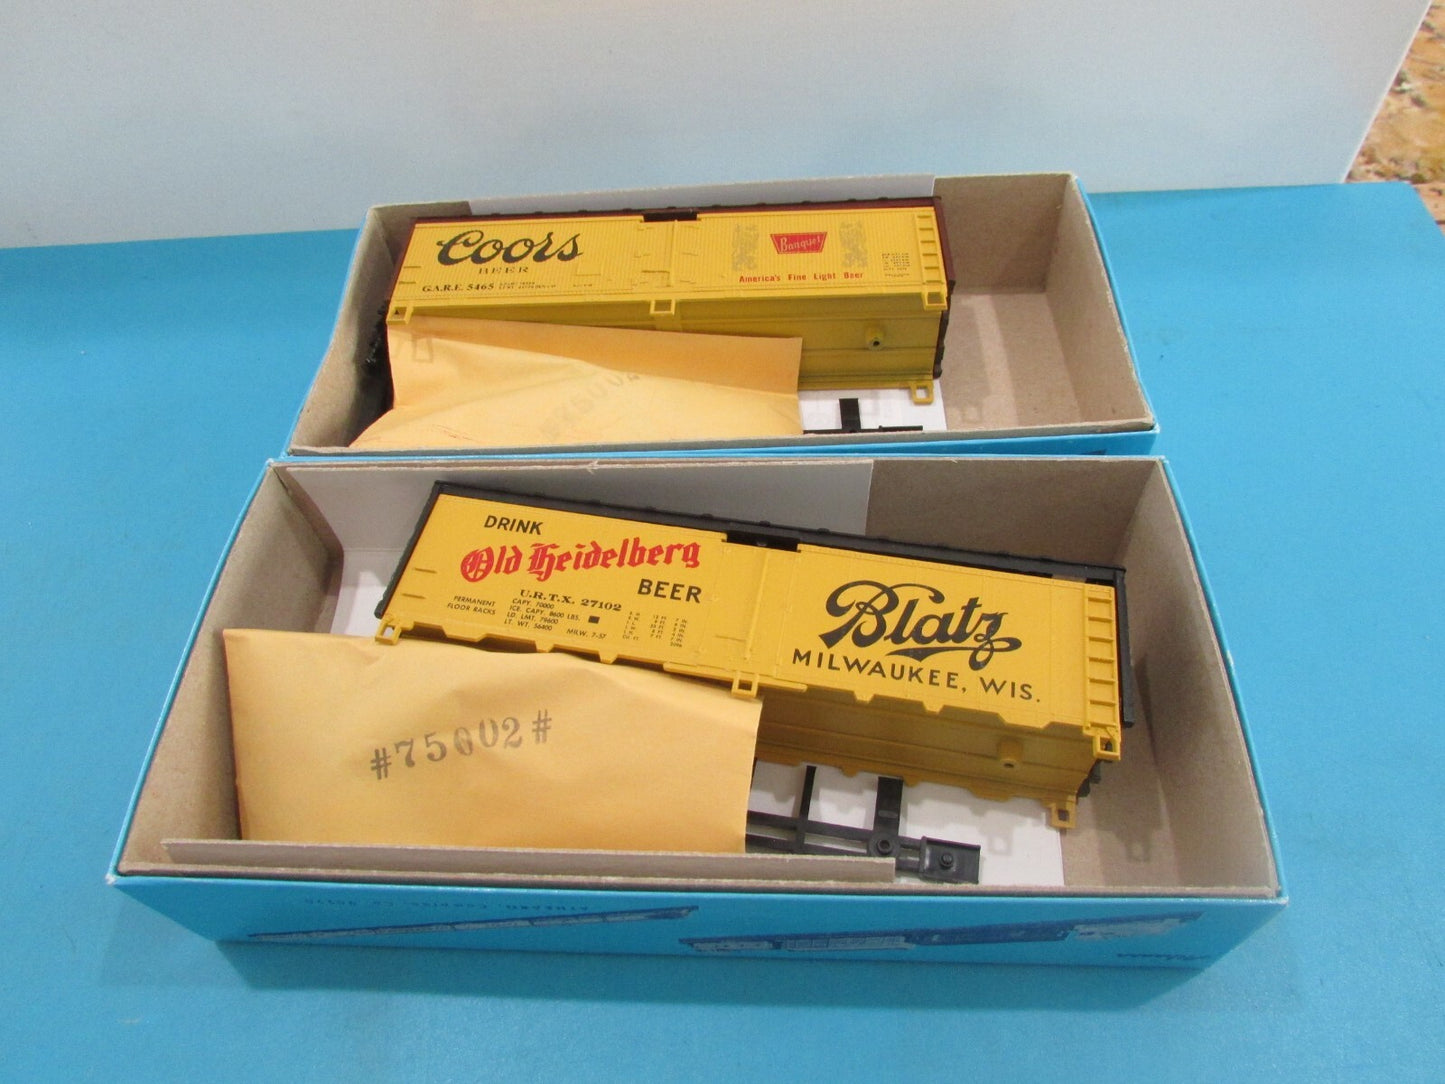 Coors
BEER
G.A.R.E. 5465
Banquet
America's Fine Light Beer
DRINK
Old Heidelberg
BEER
U.R.T.X. 27102
PERMANENT
FLOOR RACKS
CAPY. 70000
ICE. CAPY. 8600 LBS.
LD. LMT. 79600
LT. WT. 56400
MILW. 7-57
Blatz
MILWAUKEE, WIS.
#75602#